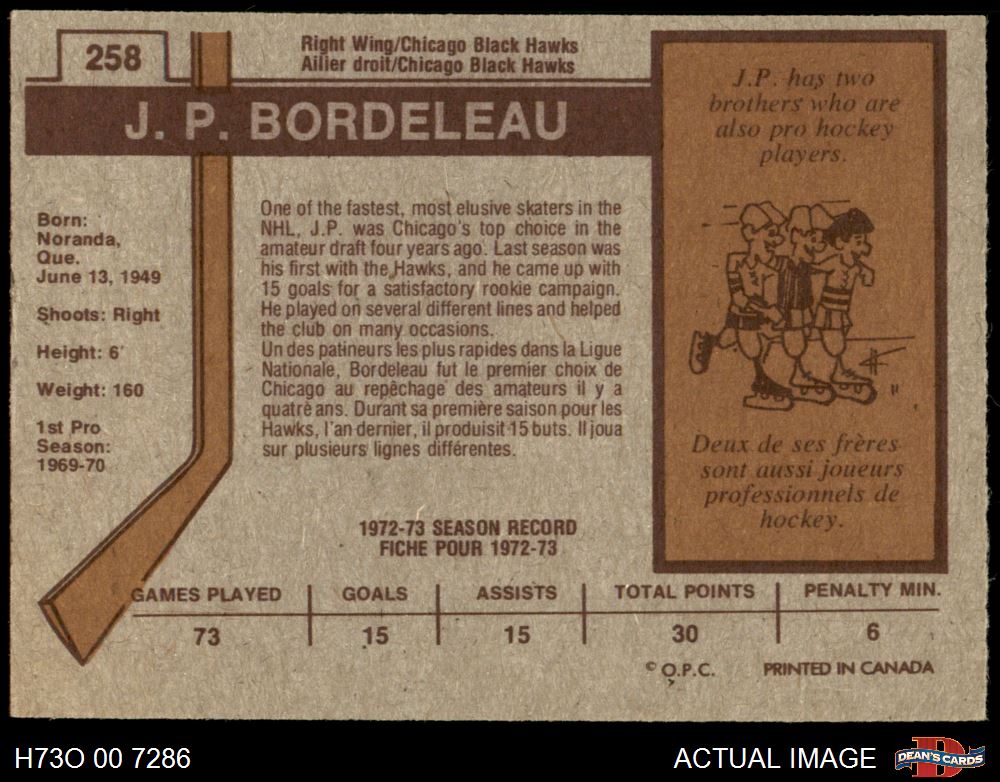 258
Right Wing/Chicago Black Hawks
Ailier droit/Chicago Black Hawks
J. P. BORDELEAU
Born:
Noranda,
Que.
June 13, 1949
Shoots: Right
Height: 6'
Weight: 160
1st Pro
Season:
1969-70
One of the fastest, most elusive skaters in the
NHL, J.P. was Chicago's top choice in the
amateur draft four years ago. Last season was
his first with the Hawks, and he came up with
15 goals for a satisfactory rookie campaign.
He played on several different lines and helped
the club on many occasions.
Un des patineurs les plus rapides dans la Ligue
Nationale, Bordeleau fut le premier choix de
Chicago au repêchage des amateurs il y a
quatre ans. Durant sa première saison pour les
Hawks, l'an dernier, il produisit 15 buts. Il joua
sur plusieurs lignes différentes.
J.P. has two
brothers who are
also pro hockey
players.
Deux de ses frères
sont aussi joueurs
professionnels de
hockey.
1972-73 SEASON RECORD
FICHE POUR 1972-73
GAMES PLAYED GOALS ASSISTS TOTAL POINTS PENALTY MIN.
73 15 15 30 6
© O.P.C. PRINTED IN CANADA
H73O 00 7286
ACTUAL IMAGE
D
DEAN'S CARDS